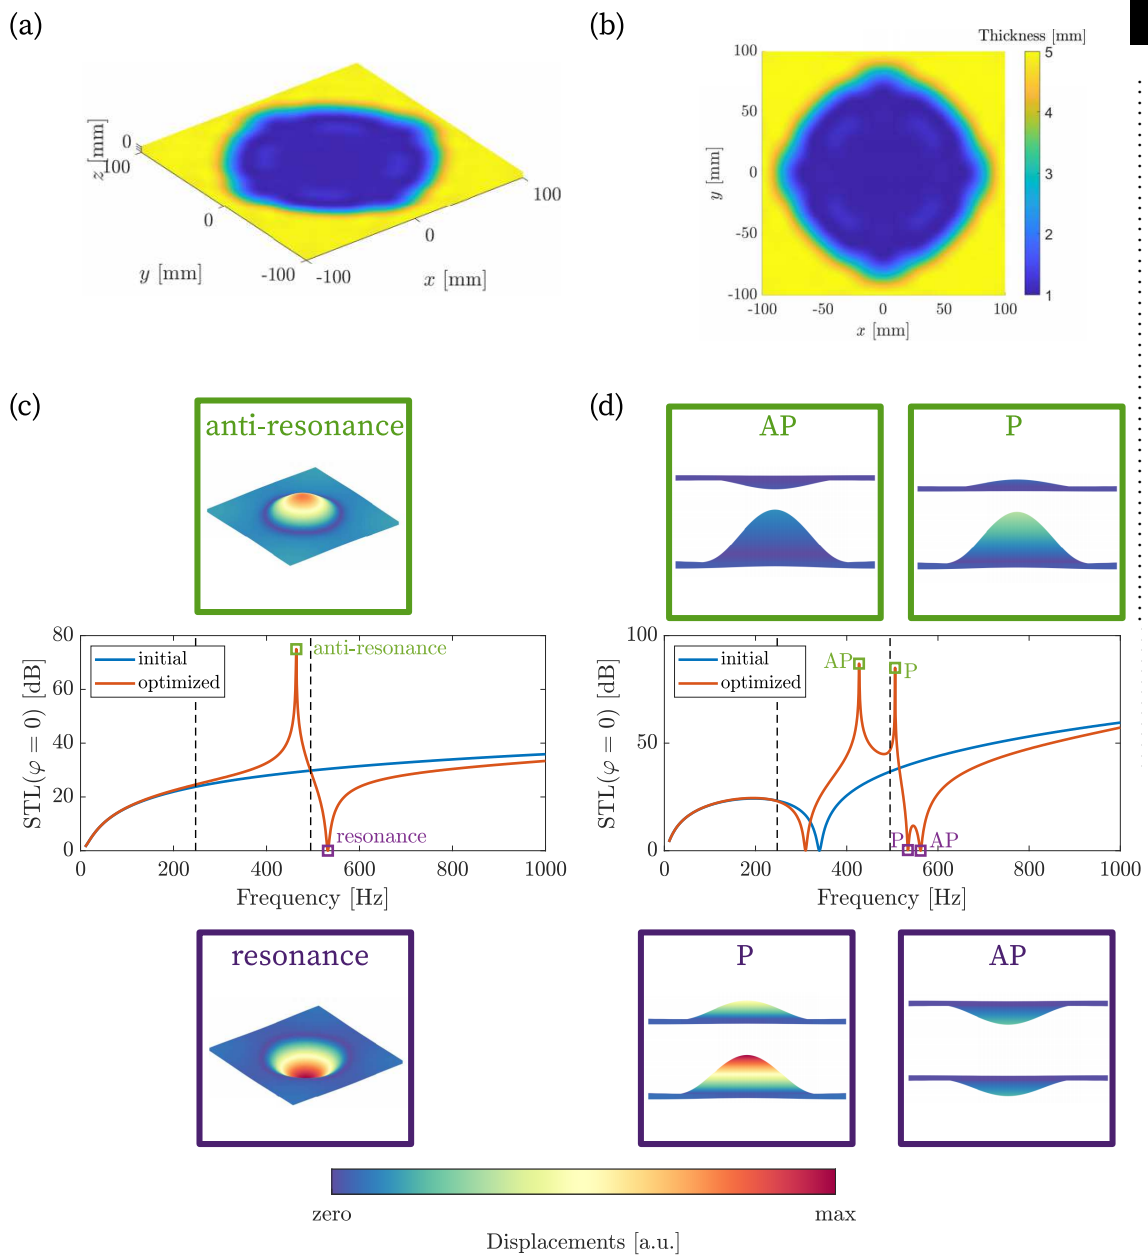 (a)
z [mm]
0
100
0
-100
y [mm]
-100
0
100
x [mm]
(b)
Thickness [mm]
100
50
0
-50
-100
y [mm]
-100
-50
0
50
100
x [mm]
5
4
3
2
1
(c)
anti-resonance
80
60
40
20
0
STL(φ = 0) [dB]
initial
optimized
anti-resonance
resonance
0
200
400
600
800
1000
Frequency [Hz]
resonance
(d)
AP
P
100
50
0
STL(φ = 0) [dB]
initial
optimized
AP
P
P
AP
0
200
400
600
800
1000
Frequency [Hz]
P
AP
zero
max
Displacements [a.u.]